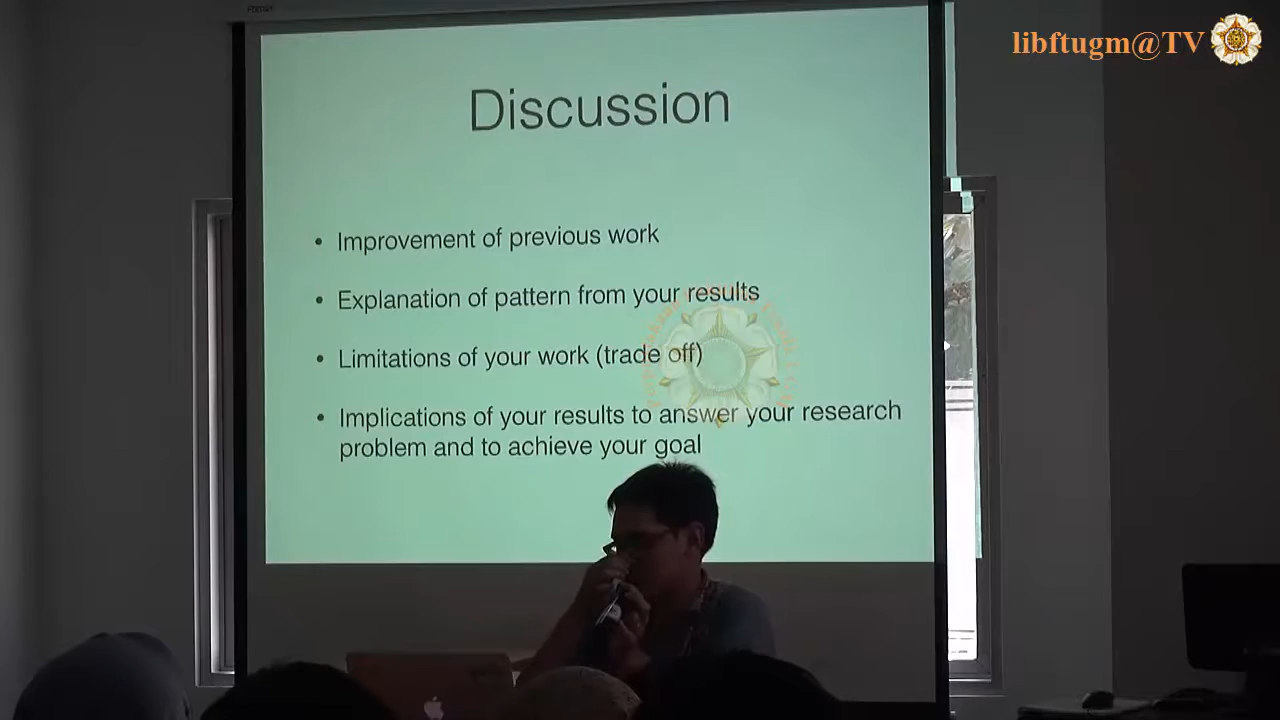 libftugm@TV
Discussion
• Improvement of previous work
• Explanation of pattern from your results
• Limitations of your work (trade off)
• Implications of your results to answer your research
problem and to achieve your goal